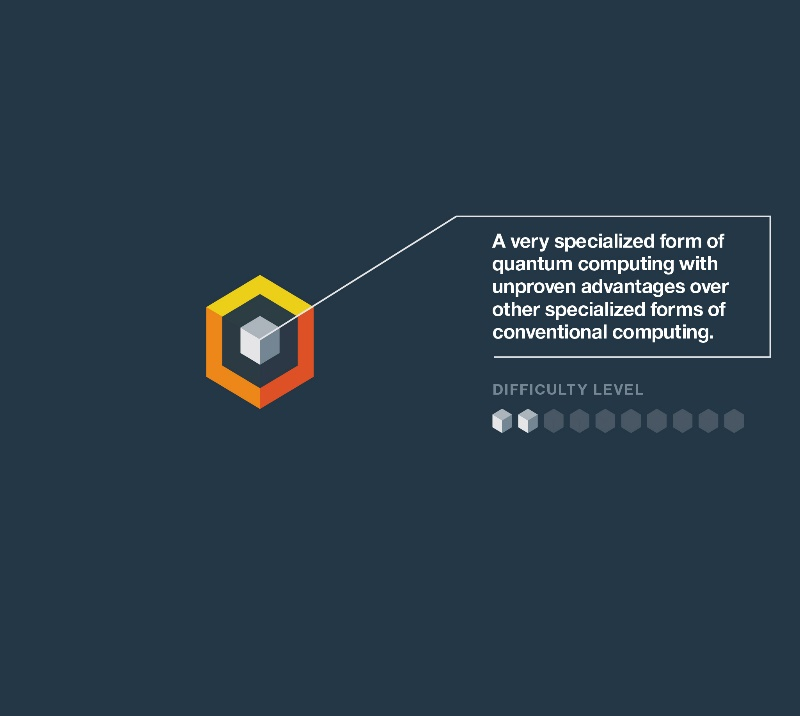 A very specialized form of
quantum computing with
unproven advantages over
other specialized forms of
conventional computing.
DIFFICULTY LEVEL